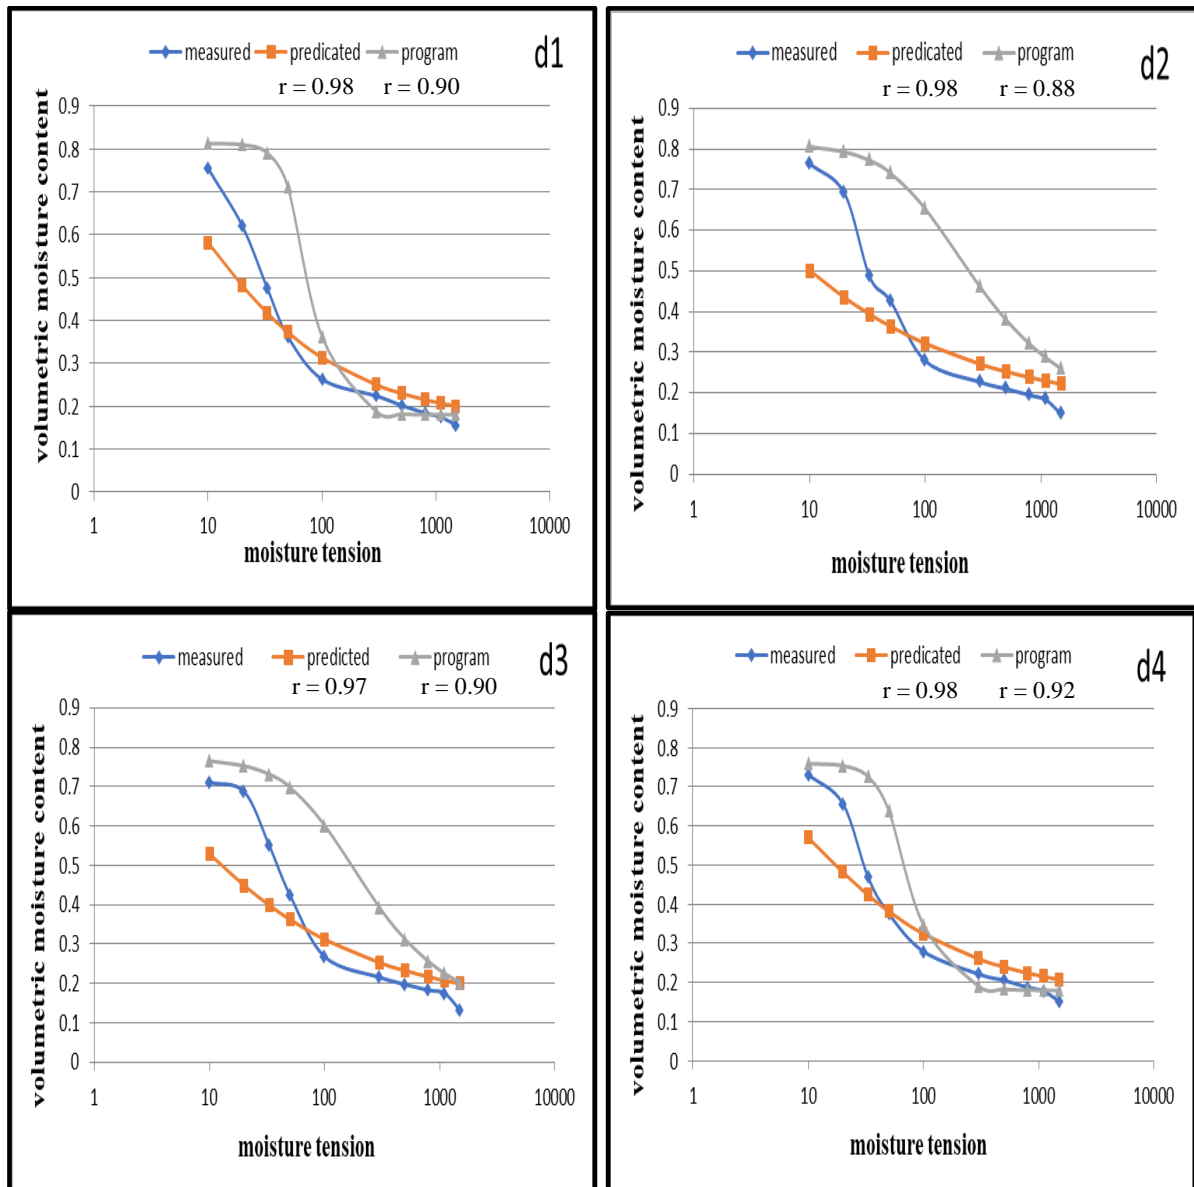 d1
measured predicated program
r = 0.98 r = 0.90
volumetric moisture content
0.9
0.8
0.7
0.6
0.5
0.4
0.3
0.2
0.1
0
1 10 100 1000 10000
moisture tension
d2
measured predicated program
r = 0.98 r = 0.88
volumetric moisture content
0.9
0.8
0.7
0.6
0.5
0.4
0.3
0.2
0.1
0
1 10 100 1000 10000
moisture tension
d3
measured predicted program
r = 0.97 r = 0.90
volumetric moisture content
0.9
0.8
0.7
0.6
0.5
0.4
0.3
0.2
0.1
0
1 10 100 1000 10000
moisture tension
d4
measured predicated program
r = 0.98 r = 0.92
volumetric moisture content
0.9
0.8
0.7
0.6
0.5
0.4
0.3
0.2
0.1
0
1 10 100 1000 10000
moisture tension